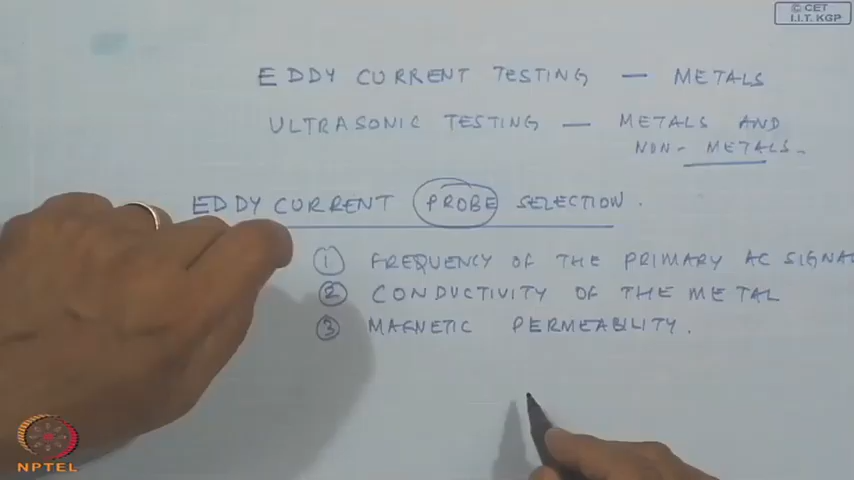 © CET
I.I.T. KGP
EDDY CURRENT TESTING — METALS
ULTRASONIC TESTING — METALS AND
NON-METALS.
EDDY CURRENT PROBE SELECTION.
① FREQUENCY OF THE PRIMARY AC SIGNAL
② CONDUCTIVITY OF THE METAL
③ MAGNETIC PERMEABILITY.
NPTEL